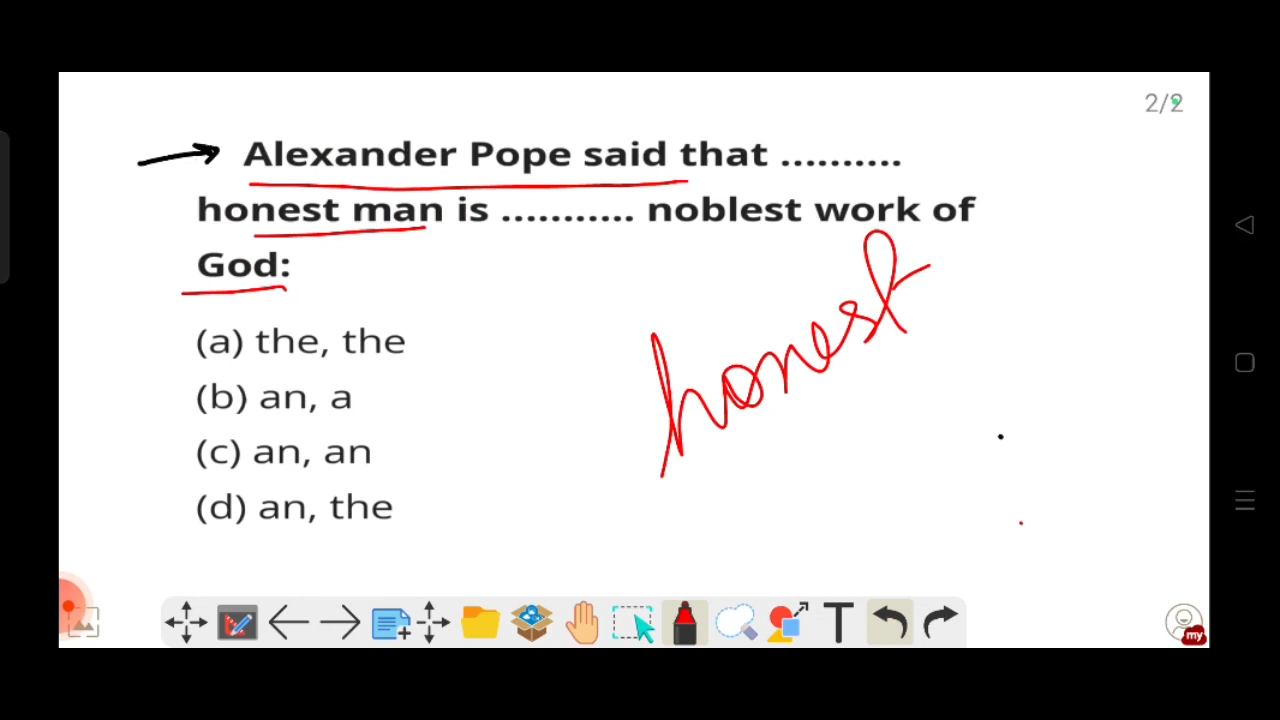 2/2
Alexander Pope said that ..........
honest man is ........... noblest work of
God:
honest
(a) the, the
(b) an, a
(c) an, an
(d) an, the
T
my